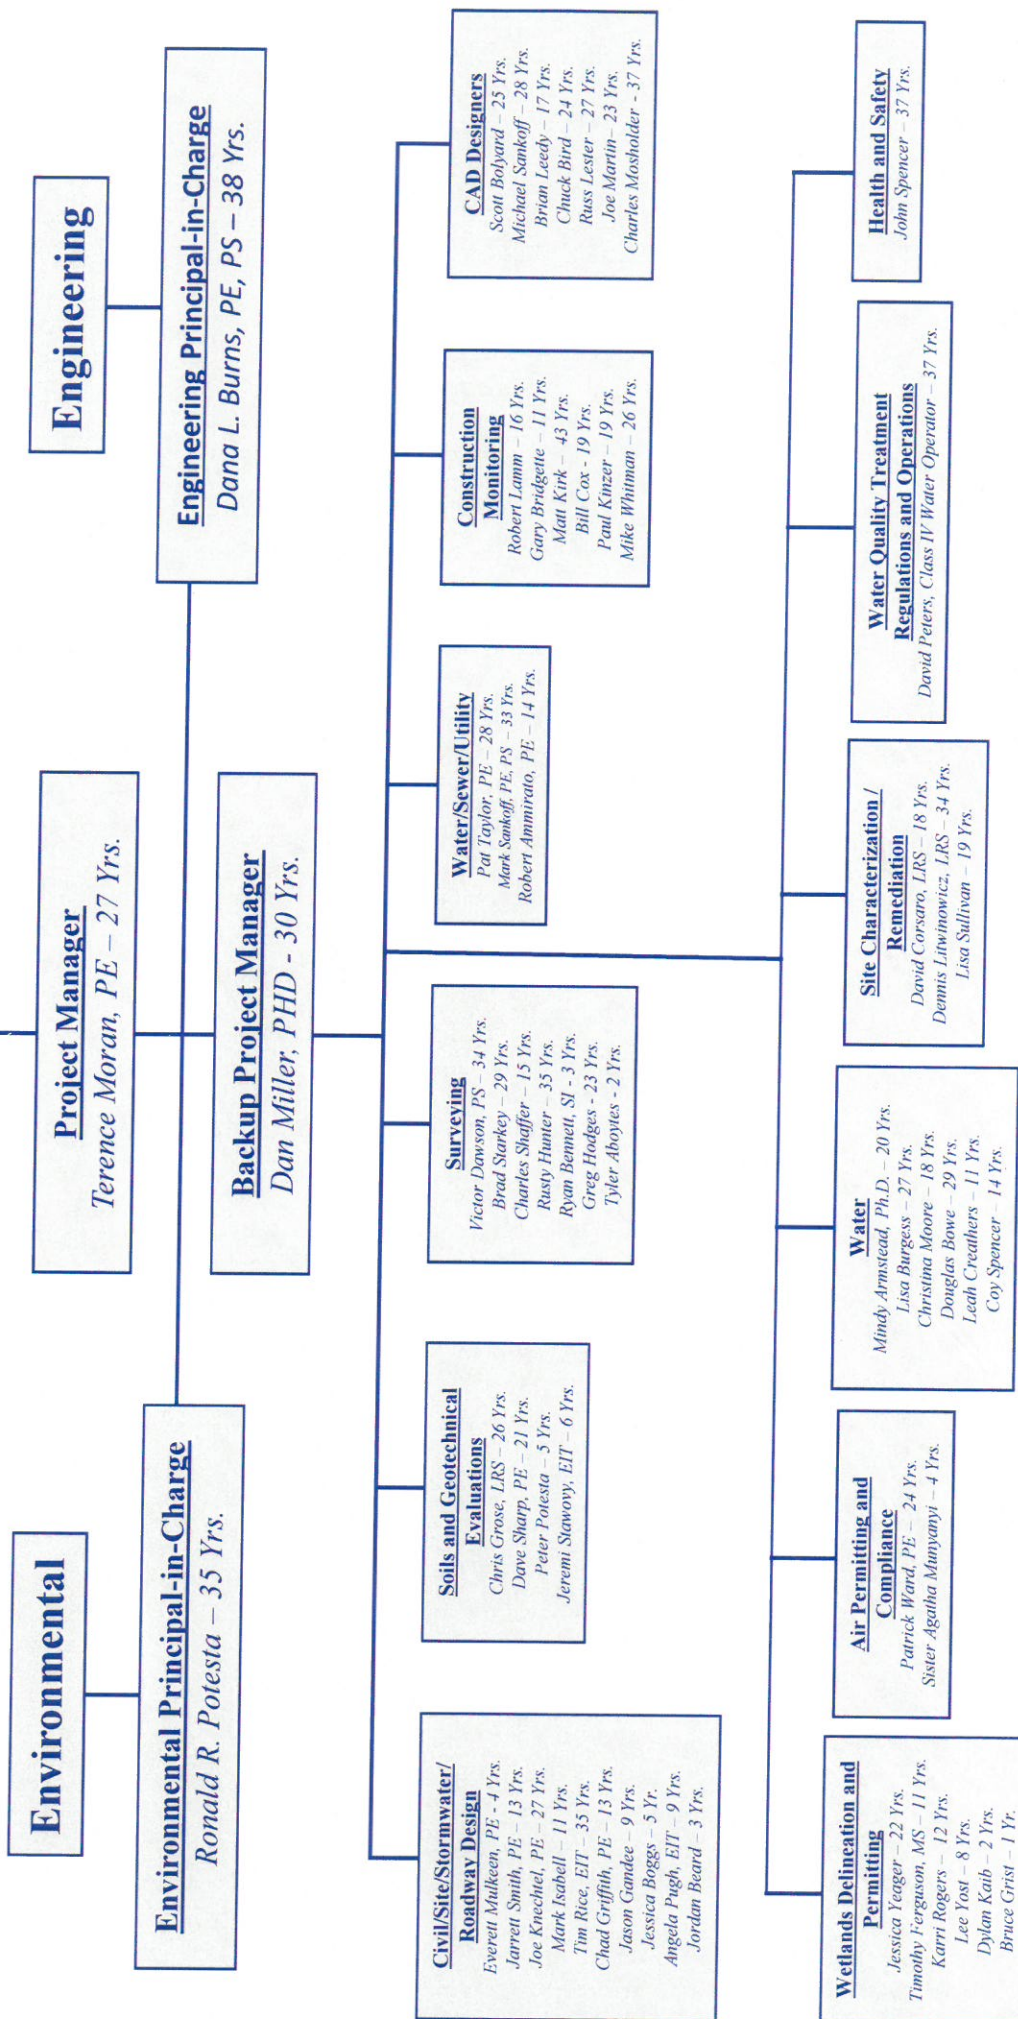 Environmental
Engineering
Environmental Principal-in-Charge
Ronald R. Potesta – 35 Yrs.
Project Manager
Terence Moran, PE – 27 Yrs.
Engineering Principal-in-Charge
Dana L. Burns, PE, PS – 38 Yrs.
Backup Project Manager
Dan Miller, PHD - 30 Yrs.
Civil/Site/Stormwater/
Roadway Design
Everett Mulkeen, PE - 4 Yrs.
Jarrett Smith, PE – 13 Yrs.
Joe Knechtel, PE – 27 Yrs.
Mark Isabell – 11 Yrs.
Tim Rice, EIT – 35 Yrs.
Chad Griffith, PE – 13 Yrs.
Jason Gandee – 9 Yrs.
Jessica Boggs – 5 Yr.
Angela Pugh, EIT – 9 Yrs.
Jordan Beard – 3 Yrs.
Soils and Geotechnical
Evaluations
Chris Grose, LRS – 26 Yrs.
Dave Sharp, PE – 21 Yrs.
Peter Potesta – 5 Yrs.
Jeremi Stawovy, EIT – 6 Yrs.
Surveying
Victor Dawson, PS – 34 Yrs.
Brad Starkey – 29 Yrs.
Charles Shaffer – 15 Yrs.
Rusty Hunter – 35 Yrs.
Ryan Bennett, SI - 3 Yrs.
Greg Hodges - 23 Yrs.
Tyler Aboytes - 2 Yrs.
Water/Sewer/Utility
Pat Taylor, PE – 28 Yrs.
Mark Sankoff, PE, PS – 33 Yrs.
Robert Ammirato, PE – 14 Yrs.
Construction
Monitoring
Robert Lamm – 16 Yrs.
Gary Bridgette – 11 Yrs.
Matt Kirk – 43 Yrs.
Bill Cox - 19 Yrs.
Paul Kinzer – 19 Yrs.
Mike Whitman – 26 Yrs.
CAD Designers
Scott Bolyard – 25 Yrs.
Michael Sankoff – 28 Yrs.
Brian Leedy – 17 Yrs.
Chuck Bird – 24 Yrs.
Russ Lester – 27 Yrs.
Joe Martin– 23 Yrs.
Charles Mosholder - 37 Yrs.
Wetlands Delineation and
Permitting
Jessica Yeager – 22 Yrs.
Timothy Ferguson, MS – 11 Yrs.
Karri Rogers – 12 Yrs.
Lee Yost – 8 Yrs.
Dylan Kaib – 2 Yrs.
Bruce Grist – 1 Yr.
Air Permitting and
Compliance
Patrick Ward, PE – 24 Yrs.
Sister Agatha Munyanyi – 4 Yrs.
Water
Mindy Armstead, Ph.D. – 20 Yrs.
Lisa Burgess – 27 Yrs.
Christina Moore – 18 Yrs.
Douglas Bowe – 29 Yrs.
Leah Creathers – 11 Yrs.
Coy Spencer – 14 Yrs.
Site Characterization /
Remediation
David Corsaro, LRS – 18 Yrs.
Dennis Litwinowicz, LRS – 34 Yrs.
Lisa Sullivan – 19 Yrs.
Water Quality Treatment
Regulations and Operations
David Peters, Class IV Water Operator – 37 Yrs.
Health and Safety
John Spencer – 37 Yrs.